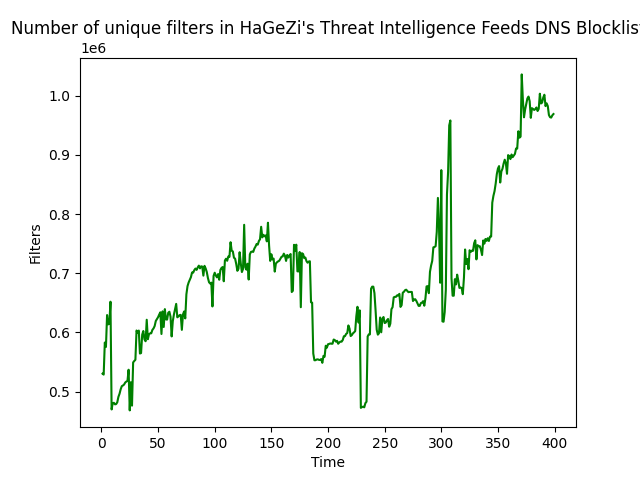 Number of unique filters in HaGeZi's Threat Intelligence Feeds DNS Blocklist
1e6
1.0
0.9
0.8
0.7
0.6
0.5
Filters
0 50 100 150 200 250 300 350 400
Time